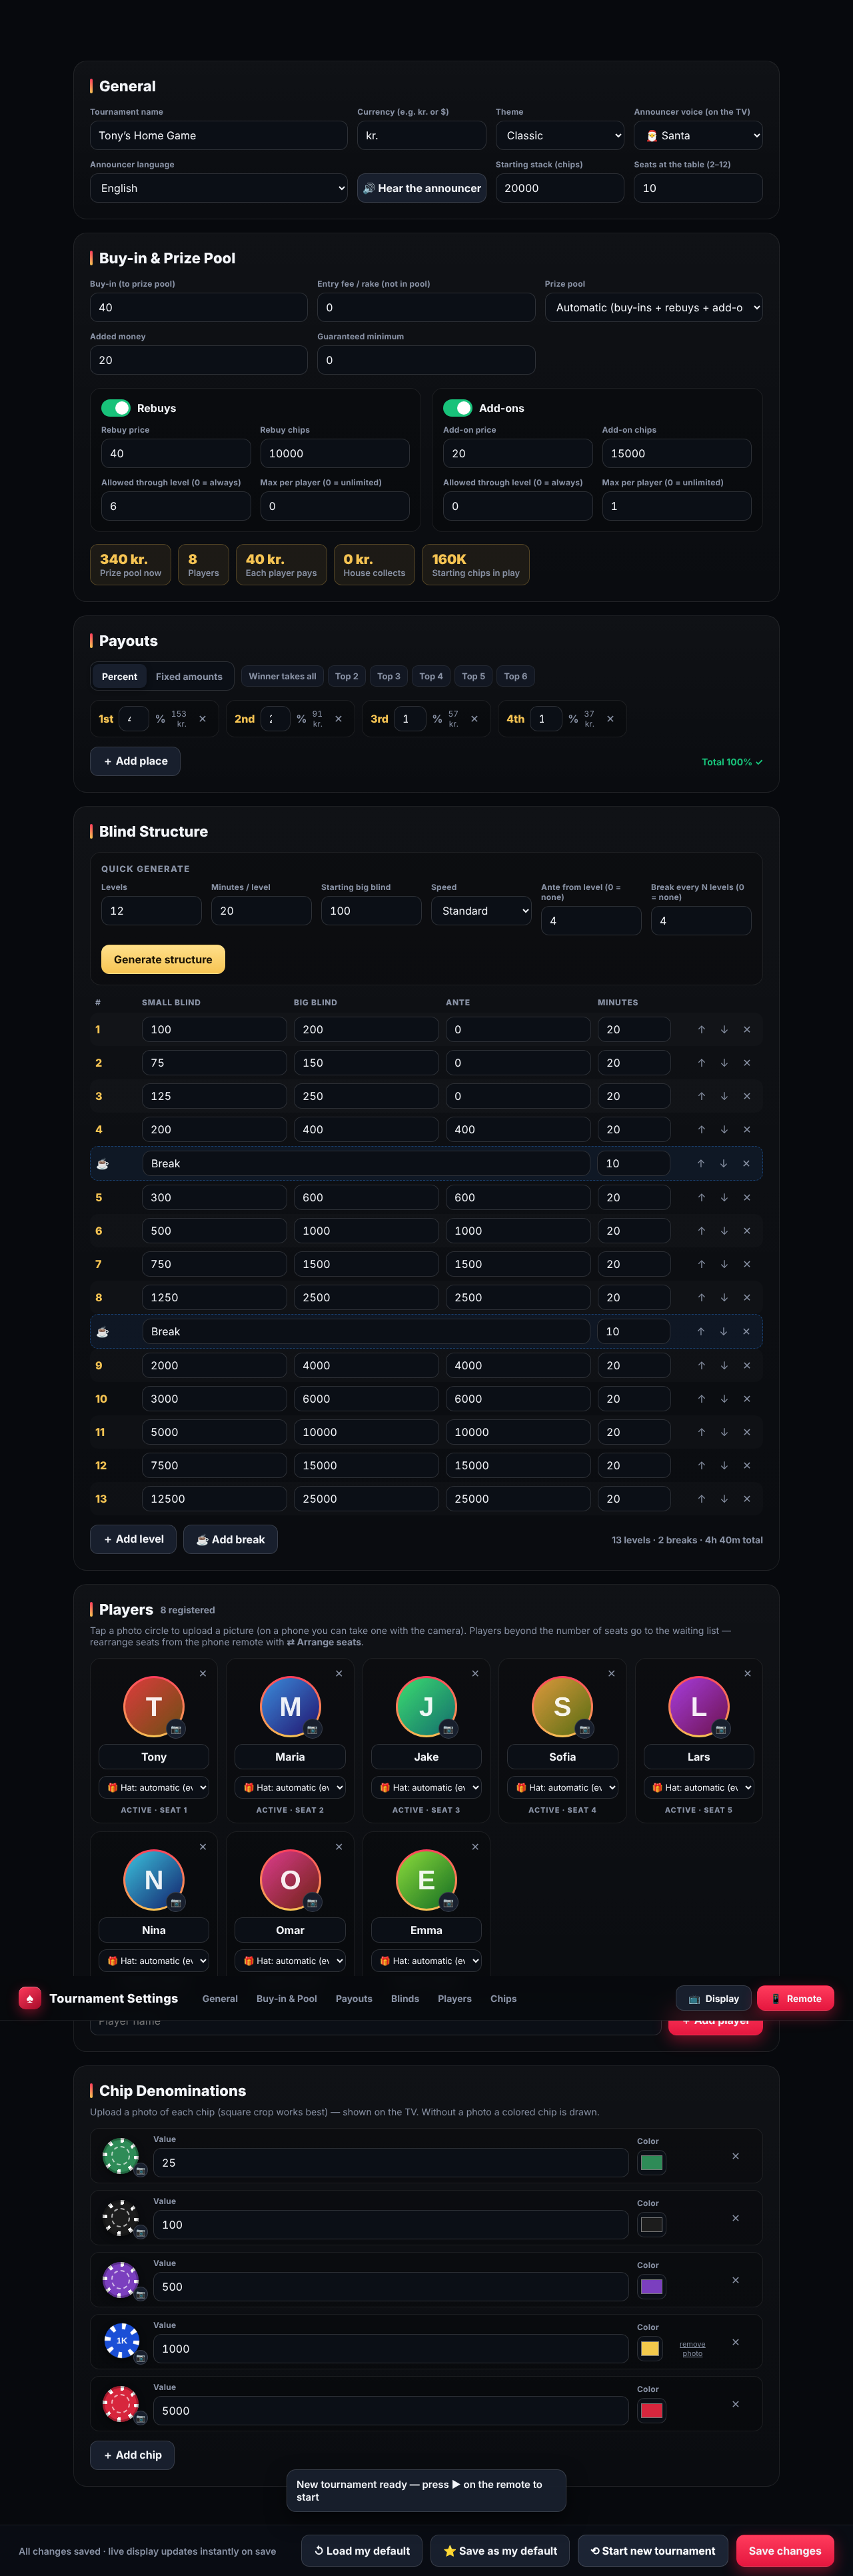 General
Tournament name
Currency (e.g. kr. or $)
Theme
Announcer voice (on the TV)
Tony's Home Game
kr.
Classic
🎅 Santa
Announcer language
Starting stack (chips)
Seats at the table (2–12)
English
🔊 Hear the announcer
20000
10
Buy-in & Prize Pool
Buy-in (to prize pool)
Entry fee / rake (not in pool)
Prize pool
40
0
Automatic (buy-ins + rebuys + add-o
Added money
Guaranteed minimum
20
0
Rebuys
Rebuy price
Rebuy chips
40
10000
Allowed through level (0 = always)
Max per player (0 = unlimited)
6
0
Add-ons
Add-on price
Add-on chips
20
15000
Allowed through level (0 = always)
Max per player (0 = unlimited)
0
1
340 kr.
Prize pool now
8
Players
40 kr.
Each player pays
0 kr.
House collects
160K
Starting chips in play
Payouts
Percent
Fixed amounts
Winner takes all
Top 2
Top 3
Top 4
Top 5
Top 6
1st % 153 kr. ✕
2nd % 91 kr. ✕
3rd 1 % 57 kr. ✕
4th 1 % 37 kr. ✕
+ Add place
Total 100% ✓
Blind Structure
QUICK GENERATE
Levels
Minutes / level
Starting big blind
Speed
Ante from level (0 = none)
Break every N levels (0 = none)
12
20
100
Standard
4
4
Generate structure
# SMALL BLIND BIG BLIND ANTE MINUTES
1 100 200 0 20 ↑ ↓ ✕
2 75 150 0 20 ↑ ↓ ✕
3 125 250 0 20 ↑ ↓ ✕
4 200 400 400 20 ↑ ↓ ✕
☕ Break 10 ↑ ↓ ✕
5 300 600 600 20 ↑ ↓ ✕
6 500 1000 1000 20 ↑ ↓ ✕
7 750 1500 1500 20 ↑ ↓ ✕
8 1250 2500 2500 20 ↑ ↓ ✕
☕ Break 10 ↑ ↓ ✕
9 2000 4000 4000 20 ↑ ↓ ✕
10 3000 6000 6000 20 ↑ ↓ ✕
11 5000 10000 10000 20 ↑ ↓ ✕
12 7500 15000 15000 20 ↑ ↓ ✕
13 12500 25000 25000 20 ↑ ↓ ✕
+ Add level
☕ Add break
13 levels · 2 breaks · 4h 40m total
Players 8 registered
Tap a photo circle to upload a picture (on a phone you can take one with the camera). Players beyond the number of seats go to the waiting list —
rearrange seats from the phone remote with ⇄ Arrange seats.
T
Tony
🎁 Hat: automatic (ev
ACTIVE · SEAT 1
M
Maria
🎁 Hat: automatic (ev
ACTIVE · SEAT 2
J
Jake
🎁 Hat: automatic (ev
ACTIVE · SEAT 3
S
Sofia
🎁 Hat: automatic (ev
ACTIVE · SEAT 4
L
Lars
🎁 Hat: automatic (ev
ACTIVE · SEAT 5
N
Nina
🎁 Hat: automatic (ev
O
Omar
🎁 Hat: automatic (ev
E
Emma
🎁 Hat: automatic (ev
♠ Tournament Settings
General
Buy-in & Pool
Payouts
Blinds
Players
Chips
📺 Display
📱 Remote
Player name
+ Add player
Chip Denominations
Upload a photo of each chip (square crop works best) — shown on the TV. Without a photo a colored chip is drawn.
Value
Color
25
Value
Color
100
Value
Color
500
Value
Color
1K
1000
remove
photo
Value
Color
5000
+ Add chip
New tournament ready — press ▶ on the remote to
start
All changes saved · live display updates instantly on save
↺ Load my default
⭐ Save as my default
⟲ Start new tournament
Save changes